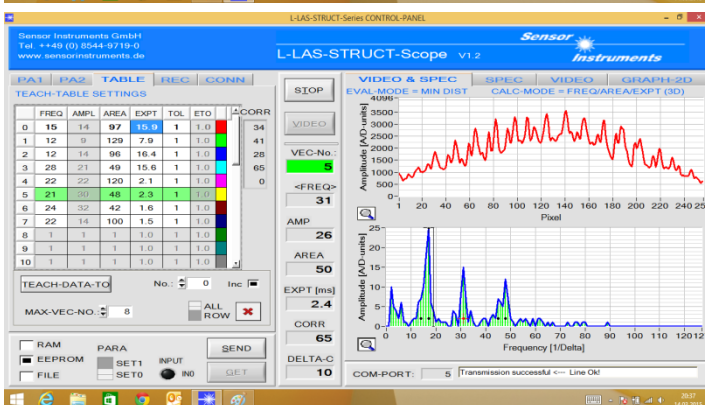 L-LAS-STRUCT-Series CONTROL-PANEL
Sensor Instruments GmbH
Tel. ++49 (0) 8544-9719-0
www.sensorinstruments.de
L-LAS-STRUCT-Scope V1.2
Sensor
Instruments
PA1 PA2 TABLE REC CONN
TEACH-TABLE SETTINGS
FREQ AMPL AREA EXPT TOL ETO CORR
0 15 14 97 15.9 1 1.0 34
1 12 9 129 7.9 1 1.0 41
2 12 14 96 16.4 1 1.0 28
3 28 21 49 15.6 1 1.0 65
4 22 22 120 2.1 1 1.0 0
5 21 30 48 2.3 1 1.0
6 24 32 42 1.6 1 1.0
7 22 14 100 1.5 1 1.0
8 1 1 1 1.0 1 1.0
9 1 1 1 1.0 1 1.0
10 1 1 1 1.0 1 1.0
TEACH-DATA-TO No.: 0 Inc
MAX-VEC-NO.: 8 ALL
ROW
RAM
EEPROM
FILE
PARA
SET1
SET0
INPUT
IN0
SEND
GET
STOP
VIDEO
VEC-No.:
5
<FREQ>
31
AMP
26
AREA
50
EXPT [ms]
2.4
CORR
65
DELTA-C
10
VIDEO & SPEC SPEC VIDEO GRAPH-2D
EVAL-MODE = MIN DIST CALC-MODE = FREQ/AREA/EXPT (3D)
Amplitude [A/D-units]
4096
3500
3000
2500
2000
1500
1000
500
0
0 20 40 60 80 100 120 140 160 180 200 220 240 25
Pixel
Amplitude [A/D-units]
25
20
15
10
5
0
0 10 20 30 40 50 60 70 80 90 100 110 12012
Frequency [1/Delta]
COM-PORT: 5 Transmission successful <--- Line Ok!
20:37